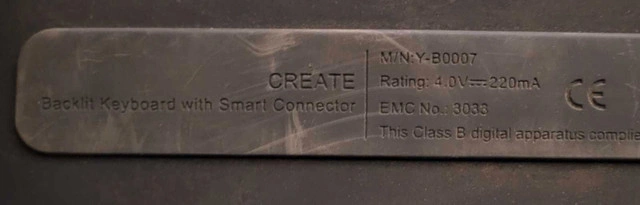 CREATE
Backlit Keyboard with Smart Connector
M/N:Y-B0007
Rating: 4.0V⎓220mA
EMC No.: 3033
This Class B digital apparatus complie
CE